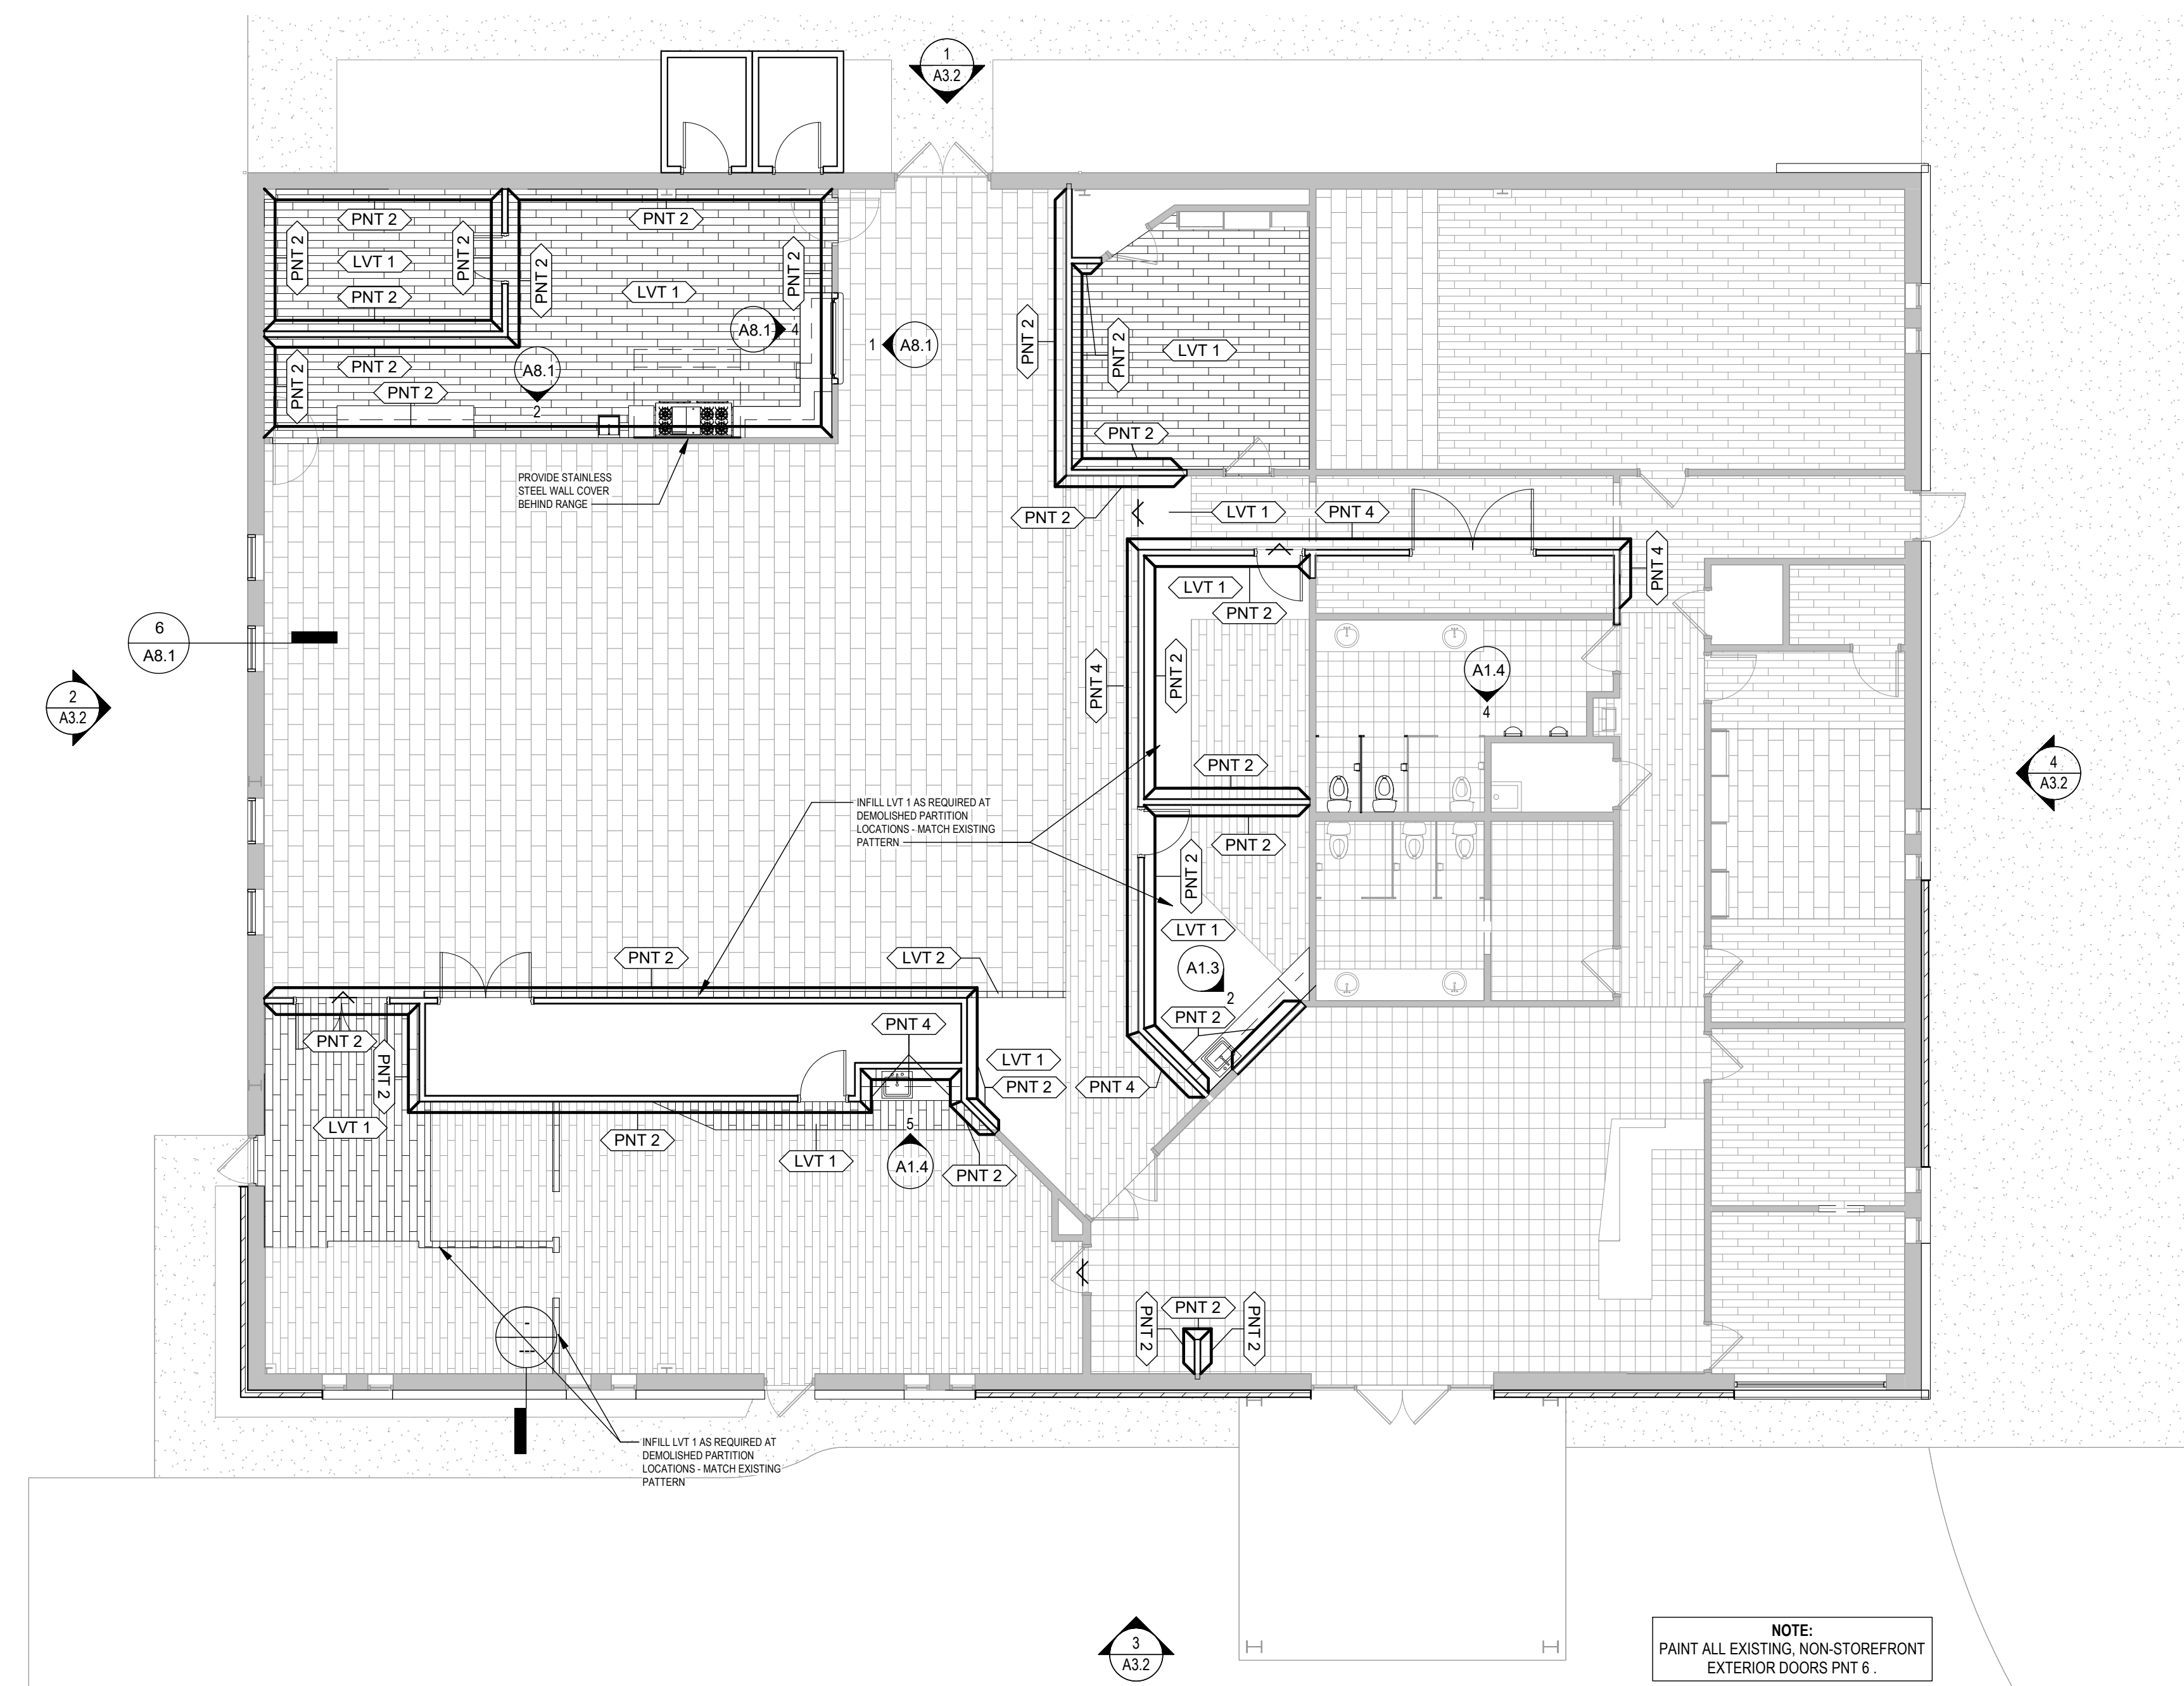 1
A3.2
PNT 2
PNT 2
PNT 2
PNT 2
PNT 2
PNT 2
LVT 1
PNT 2
LVT 1
A8.1
4
1
A8.1
PNT 2
PNT 2
LVT 1
PNT 2
PNT 2
A8.1
2
PNT 2
PNT 2
PROVIDE STAINLESS
STEEL WALL COVER
BEHIND RANGE
PNT 2
PNT 2
LVT 1
PNT 4
PNT 4
LVT 1
PNT 2
6
A8.1
PNT 4
PNT 2
A1.4
4
2
A3.2
4
A3.2
PNT 2
INFILL LVT 1 AS REQUIRED AT
DEMOLISHED PARTITION
LOCATIONS - MATCH EXISTING
PATTERN
PNT 2
PNT 2
LVT 1
PNT 2
LVT 2
A1.3
2
PNT 2
PNT 4
PNT 2
PNT 2
LVT 1
PNT 2
PNT 4
LVT 1
PNT 2
LVT 1
5
A1.4
PNT 2
PNT 2
PNT 2
PNT 2
-
---
INFILL LVT 1 AS REQUIRED AT
DEMOLISHED PARTITION
LOCATIONS - MATCH EXISTING
PATTERN
3
A3.2
NOTE:
PAINT ALL EXISTING, NON-STOREFRONT
EXTERIOR DOORS PNT 6 .